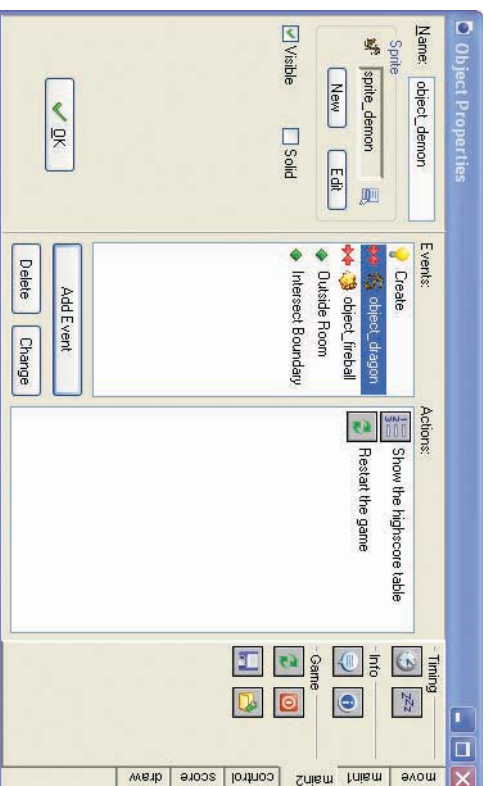 Object Properties
Name: object_demon
Sprite
sprite_demon
New Edit
Visible Solid
OK
Events:
Create
object_dragon
object_fireball
Outside Room
Intersect Boundary
Add Event
Delete Change
Actions:
Show the highscore table
Restart the game
Timing
Info
Game
move
main1
main2
control
score
draw